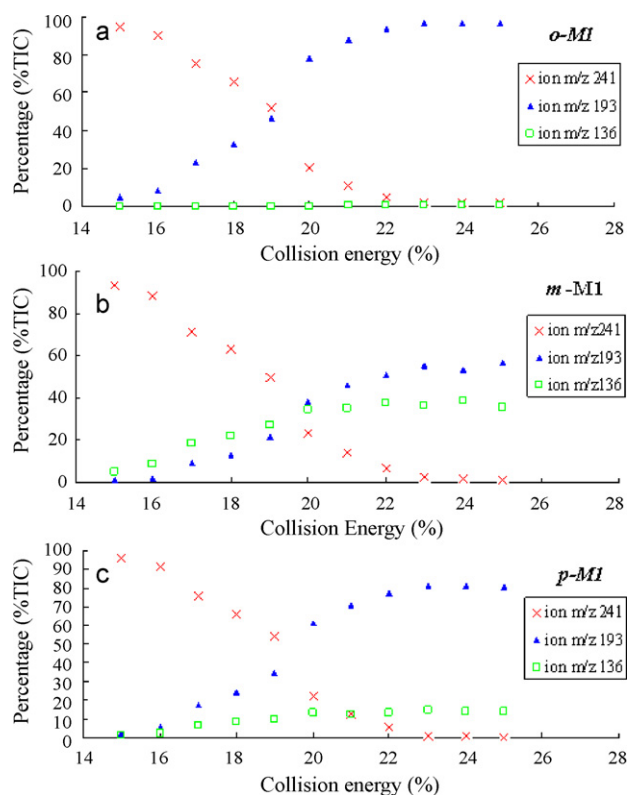 a
o-M1
Percentage (%TIC)
100
80
60
40
20
0
ion m/z 241
ion m/z 193
ion m/z 136
14 16 18 20 22 24 26 28
Collision energy (%)
b
m -M1
Percentage (%TIC)
100
80
60
40
20
0
ion m/z241
ion m/z193
ion m/z136
14 16 18 20 22 24 26 28
Collision Energy (%)
c
p-M1
Percentage (%TIC)
100
90
80
70
60
50
40
30
20
10
0
ion m/z 241
ion m/z 193
ion m/z 136
14 16 18 20 22 24 26 28
Collision energy (%)